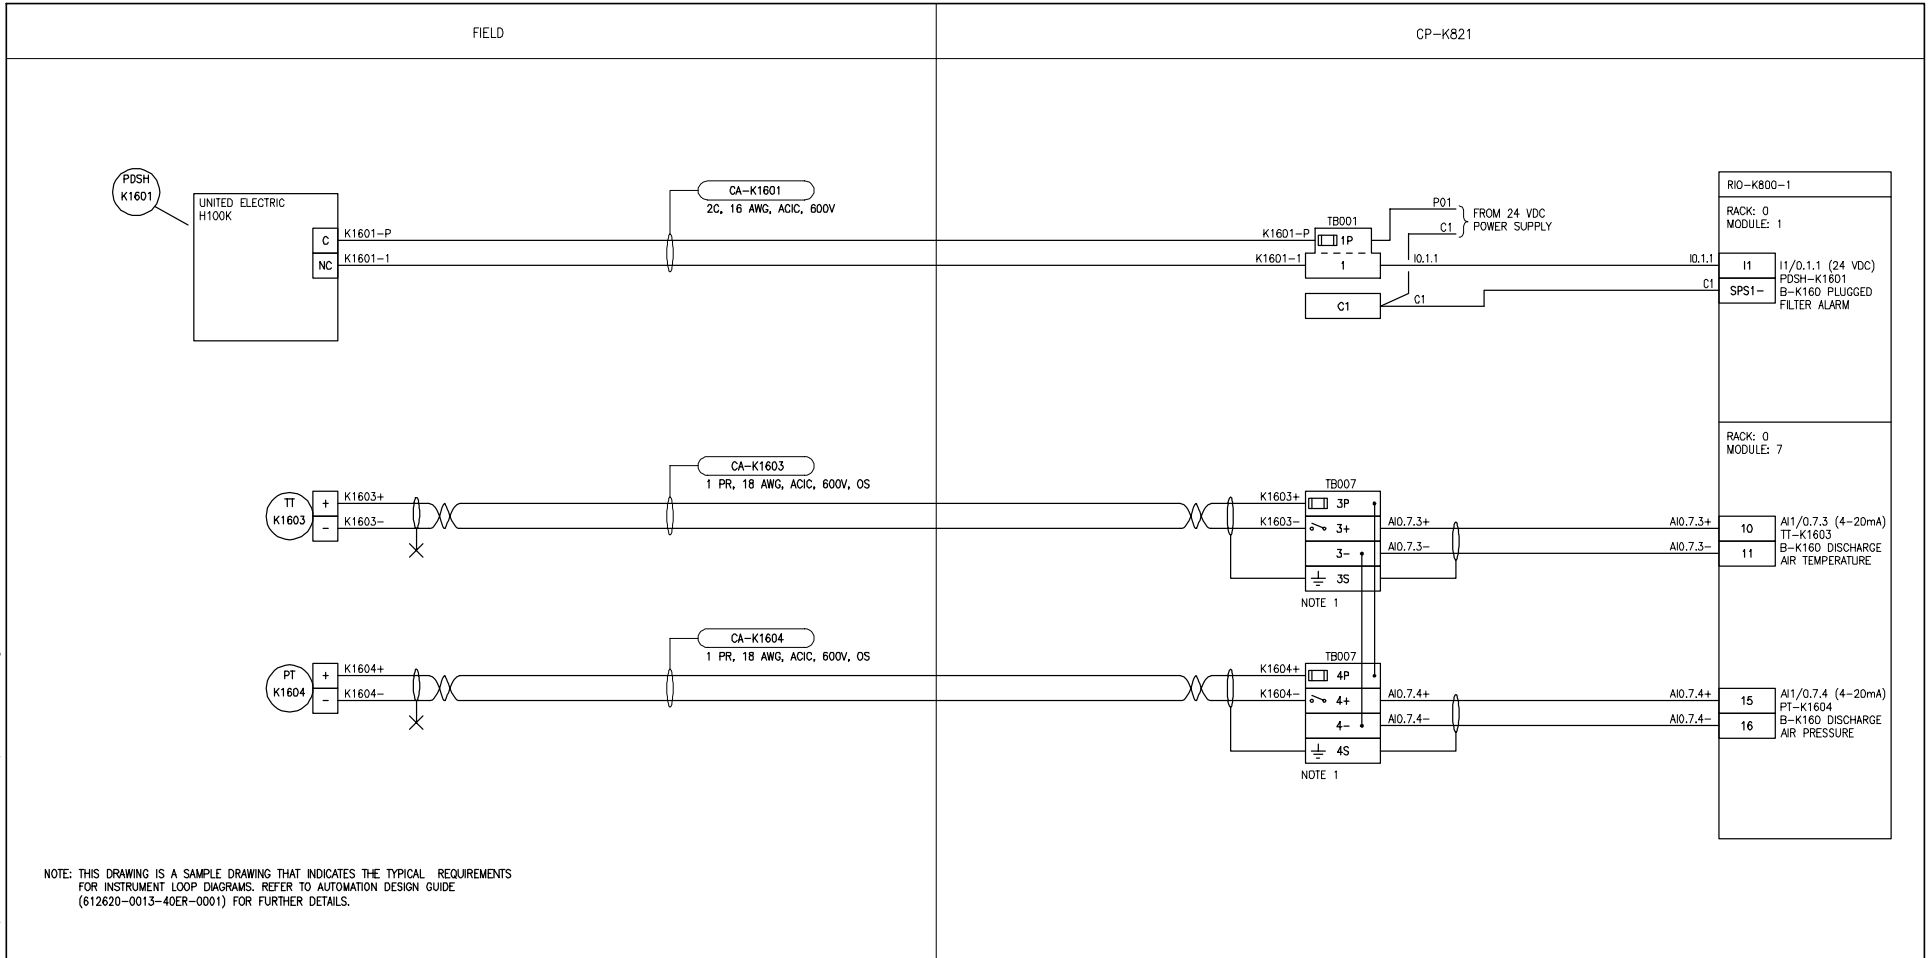 FIELD
CP-K821
PDSH
K1601
UNITED ELECTRIC
H100K
C
NC
K1601-P
K1601-1
CA-K1601
2C, 16 AWG, ACIC, 600V
K1601-P
K1601-1
TB001
1P
1
C1
P01
C1
FROM 24 VDC
POWER SUPPLY
I0.1.1
C1
I0.1.1
C1
RIO-K800-1
RACK: 0
MODULE: 1
I1
SPS1-
I1/0.1.1 (24 VDC)
PDSH-K1601
B-K160 PLUGGED
FILTER ALARM
RACK: 0
MODULE: 7
TT
K1603
+
-
K1603+
K1603-
CA-K1603
1 PR, 18 AWG, ACIC, 600V, OS
K1603+
K1603-
TB007
3P
3+
3-
3S
NOTE 1
AI0.7.3+
AI0.7.3-
AI0.7.3+
AI0.7.3-
10
11
AI1/0.7.3 (4-20mA)
TT-K1603
B-K160 DISCHARGE
AIR TEMPERATURE
PT
K1604
+
-
K1604+
K1604-
CA-K1604
1 PR, 18 AWG, ACIC, 600V, OS
K1604+
K1604-
TB007
4P
4+
4-
4S
NOTE 1
AI0.7.4+
AI0.7.4-
AI0.7.4+
AI0.7.4-
15
16
AI1/0.7.4 (4-20mA)
PT-K1604
B-K160 DISCHARGE
AIR PRESSURE
NOTE: THIS DRAWING IS A SAMPLE DRAWING THAT INDICATES THE TYPICAL REQUIREMENTS
FOR INSTRUMENT LOOP DIAGRAMS. REFER TO AUTOMATION DESIGN GUIDE
(612620-0013-40ER-0001) FOR FURTHER DETAILS.